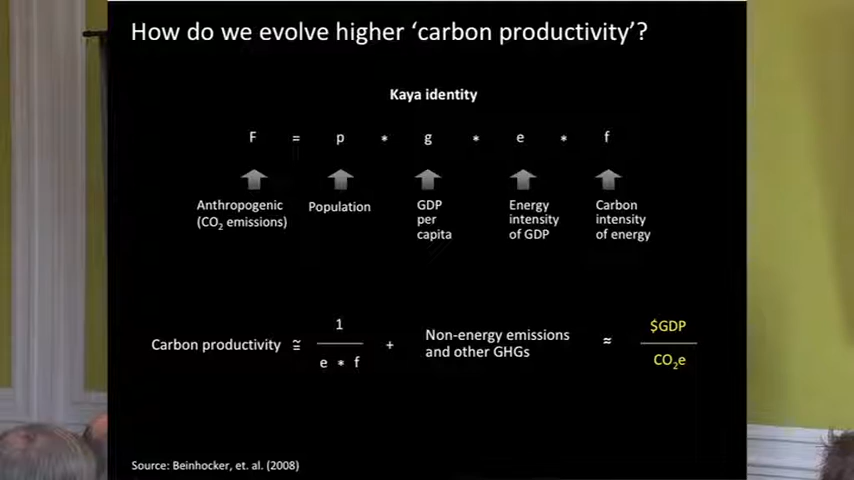 How do we evolve higher ‘carbon productivity’?
Kaya identity
F = p * g * e * f
Anthropogenic
(CO₂ emissions)
Population
GDP
per
capita
Energy
intensity
of GDP
Carbon
intensity
of energy
Carbon productivity ≅ 1 / e * f + Non-energy emissions and other GHGs ≈ $GDP / CO₂e
Source: Beinhocker, et. al. (2008)